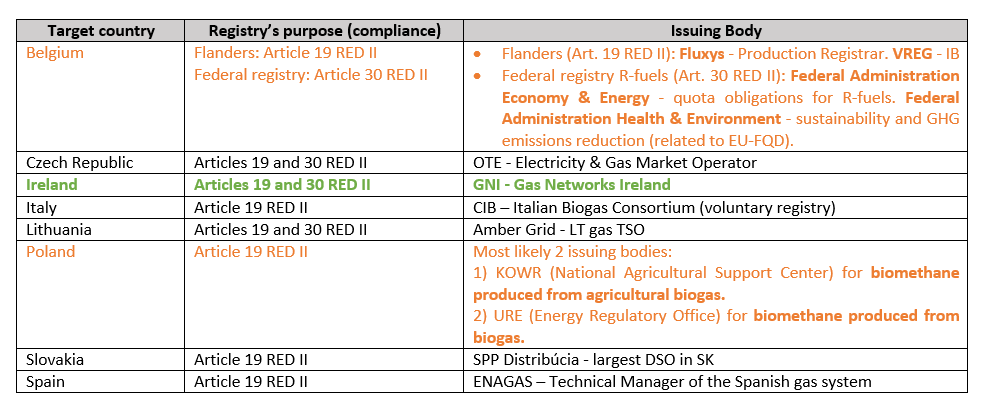 Target country Registry's purpose (compliance) Issuing Body
Belgium Flanders: Article 19 RED II
Federal registry: Article 30 RED II
• Flanders (Art. 19 RED II): Fluxys - Production Registrar. VREG - IB
• Federal registry R-fuels (Art. 30 RED II): Federal Administration
Economy & Energy - quota obligations for R-fuels. Federal
Administration Health & Environment - sustainability and GHG
emissions reduction (related to EU-FQD).
Czech Republic Articles 19 and 30 RED II OTE - Electricity & Gas Market Operator
Ireland Articles 19 and 30 RED II GNI - Gas Networks Ireland
Italy Article 19 RED II CIB – Italian Biogas Consortium (voluntary registry)
Lithuania Articles 19 and 30 RED II Amber Grid - LT gas TSO
Poland Article 19 RED II Most likely 2 issuing bodies:
1) KOWR (National Agricultural Support Center) for biomethane
produced from agricultural biogas.
2) URE (Energy Regulatory Office) for biomethane produced from
biogas.
Slovakia Article 19 RED II SPP Distribúcia - largest DSO in SK
Spain Article 19 RED II ENAGAS – Technical Manager of the Spanish gas system